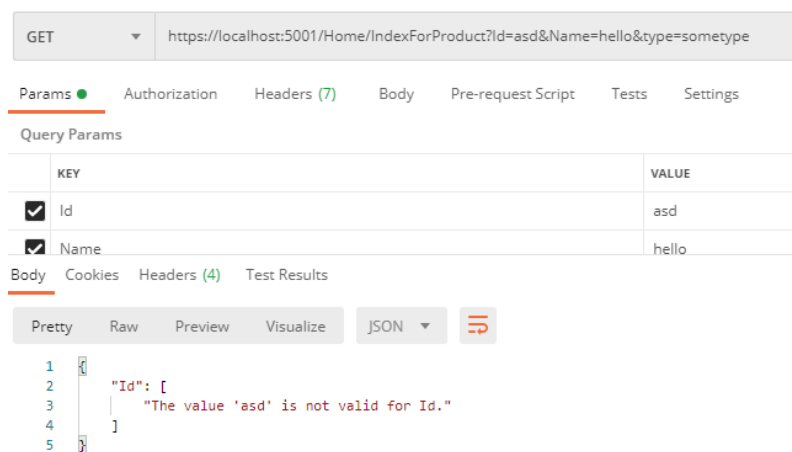 GET https://localhost:5001/Home/IndexForProduct?Id=asd&Name=hello&type=sometype
Params Authorization Headers (7) Body Pre-request Script Tests Settings
Query Params
KEY VALUE
Id asd
Name hello
Body Cookies Headers (4) Test Results
Pretty Raw Preview Visualize JSON
1 {
2 "Id": [
3 "The value 'asd' is not valid for Id."
4 ]
5 }